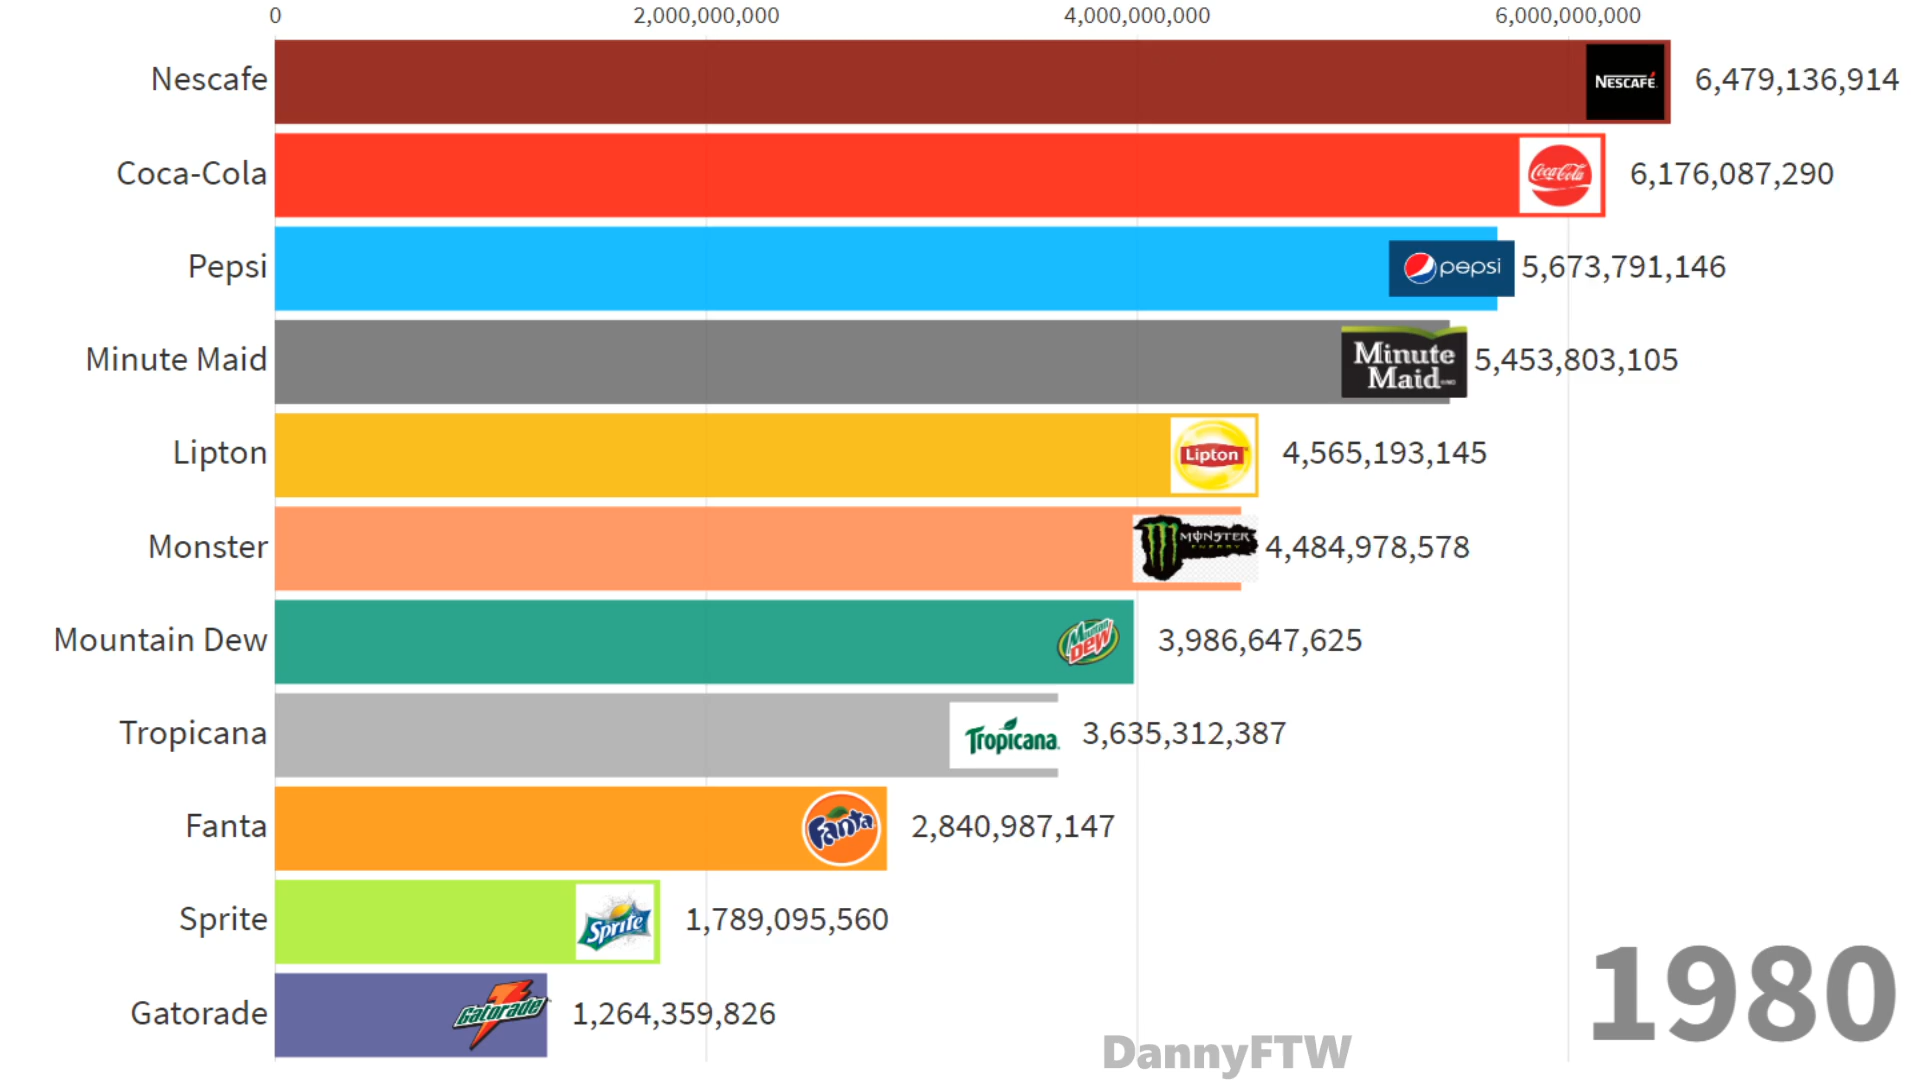 0 2,000,000,000 4,000,000,000 6,000,000,000
Nescafe NESCAFÉ. 6,479,136,914
Coca-Cola Coca-Cola 6,176,087,290
Pepsi pepsi 5,673,791,146
Minute Maid Minute Maid 5,453,803,105
Lipton Lipton 4,565,193,145
Monster MONSTER ENERGY 4,484,978,578
Mountain Dew Mountain DEW 3,986,647,625
Tropicana Tropicana. 3,635,312,387
Fanta Fanta 2,840,987,147
Sprite Sprite 1,789,095,560
Gatorade Gatorade 1,264,359,826
1980
DannyFTW